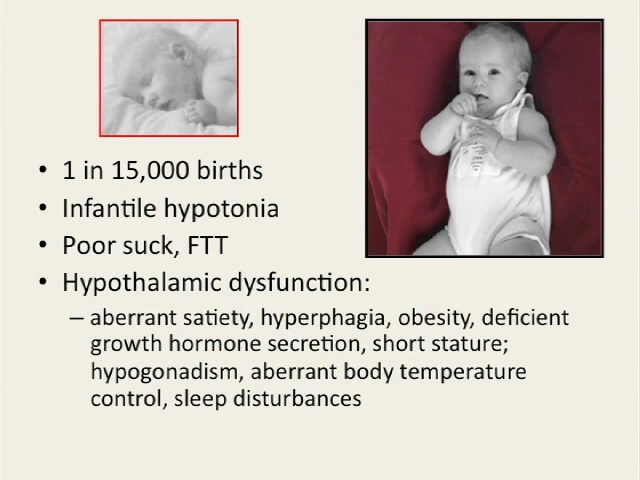 • 1 in 15,000 births
• Infantile hypotonia
• Poor suck, FTT
• Hypothalamic dysfunction:
– aberrant satiety, hyperphagia, obesity, deficient
growth hormone secretion, short stature;
hypogonadism, aberrant body temperature
control, sleep disturbances